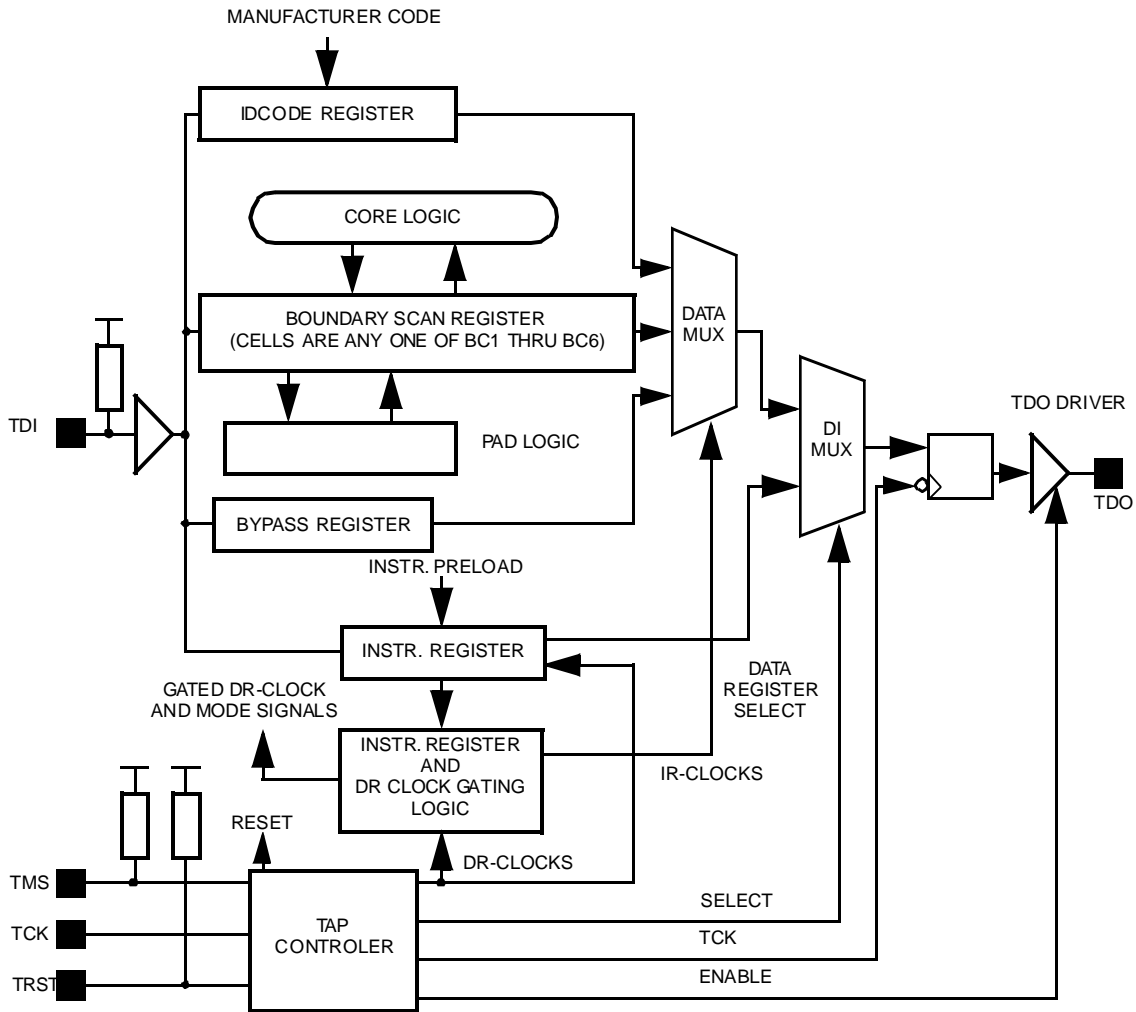 MANUFACTURER CODE
IDCODE REGISTER
CORE LOGIC
BOUNDARY SCAN REGISTER
(CELLS ARE ANY ONE OF BC1 THRU BC6)
DATA
MUX
TDI
PAD LOGIC
DI
MUX
TDO DRIVER
TDO
BYPASS REGISTER
INSTR. PRELOAD
INSTR. REGISTER
DATA
REGISTER
SELECT
GATED DR-CLOCK
AND MODE SIGNALS
INSTR. REGISTER
AND
DR CLOCK GATING
LOGIC
IR-CLOCKS
RESET
DR-CLOCKS
TMS
TCK
TRST
TAP
CONTROLER
SELECT
TCK
ENABLE